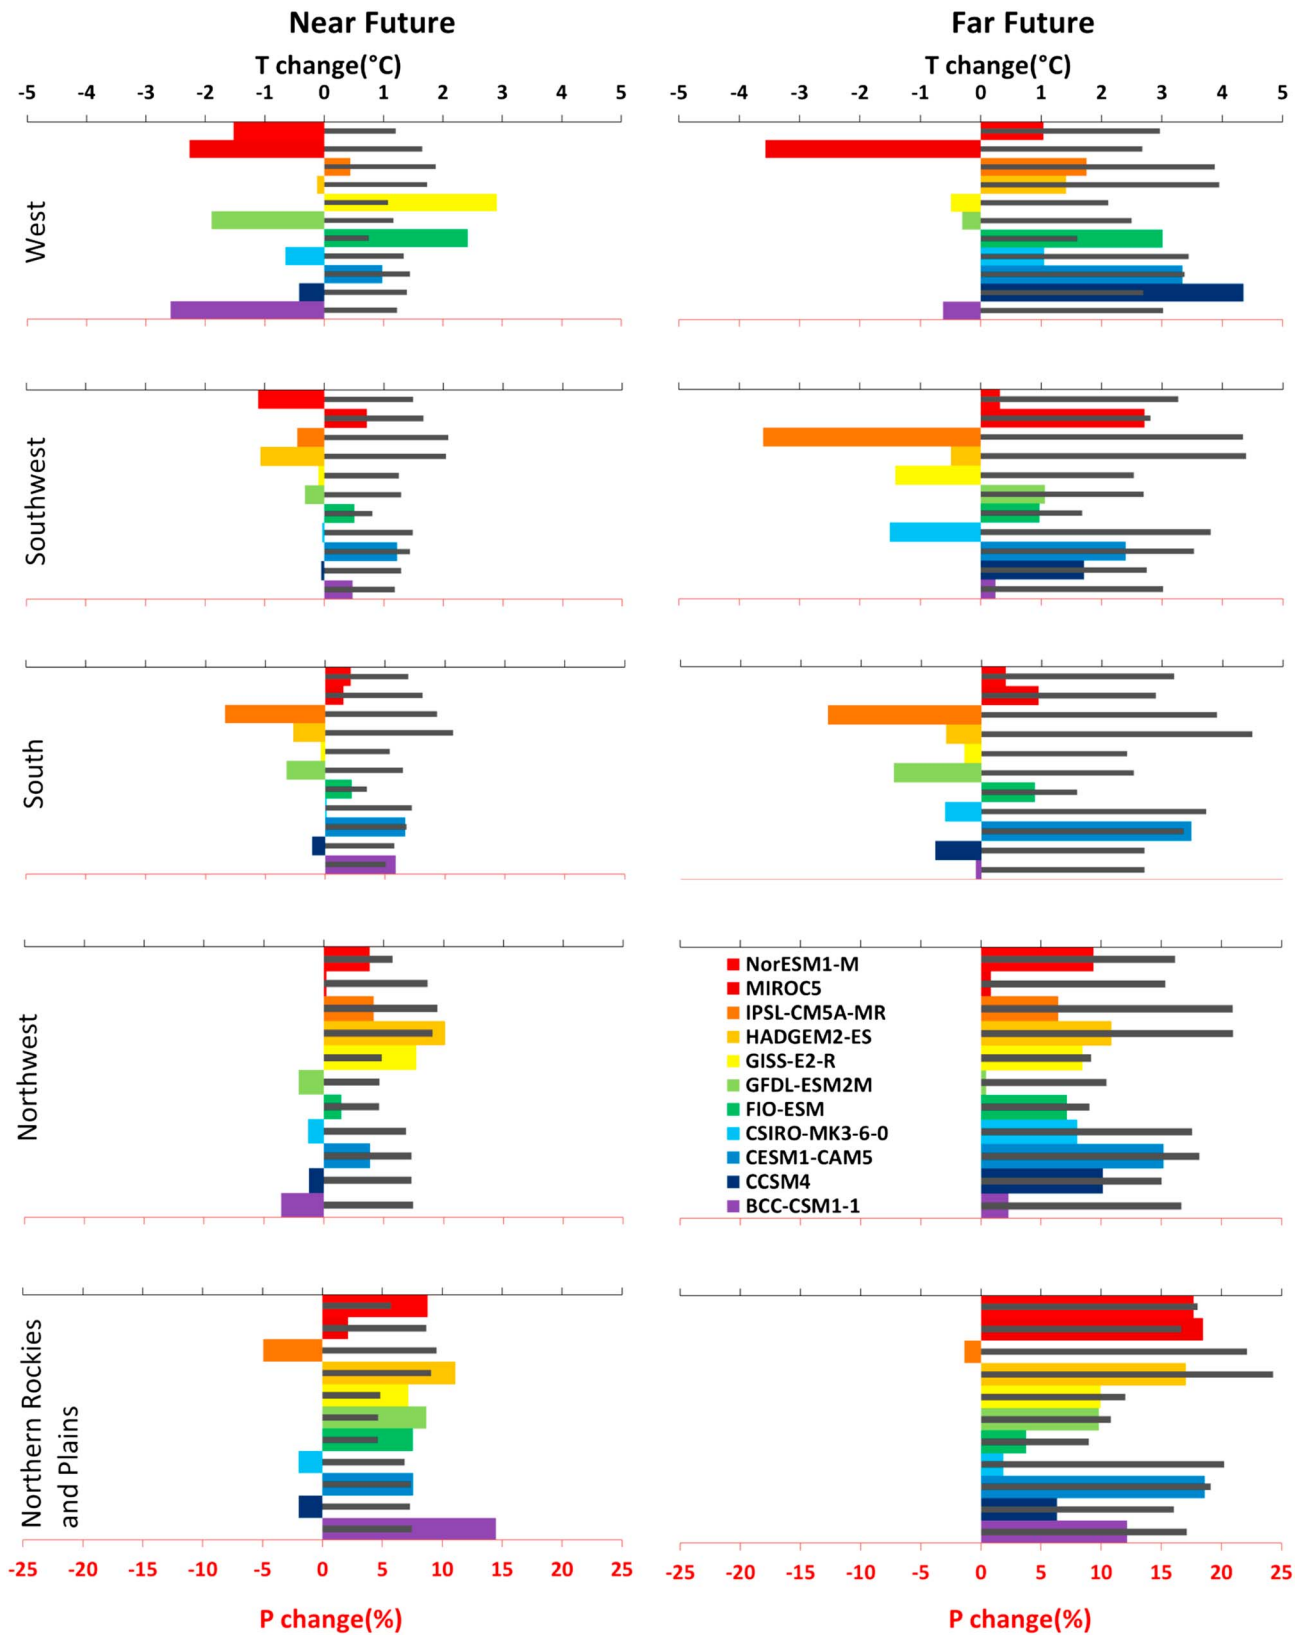 Near Future
Far Future
T change(°C)
T change(°C)
-5 -4 -3 -2 -1 0 1 2 3 4 5
-5 -4 -3 -2 -1 0 1 2 3 4 5
West
Southwest
South
Northwest
NorESM1-M
MIROC5
IPSL-CM5A-MR
HADGEM2-ES
GISS-E2-R
GFDL-ESM2M
FIO-ESM
CSIRO-MK3-6-0
CESM1-CAM5
CCSM4
BCC-CSM1-1
Northern Rockies
and Plains
-25 -20 -15 -10 -5 0 5 10 15 20 25
-25 -20 -15 -10 -5 0 5 10 15 20 25
P change(%)
P change(%)